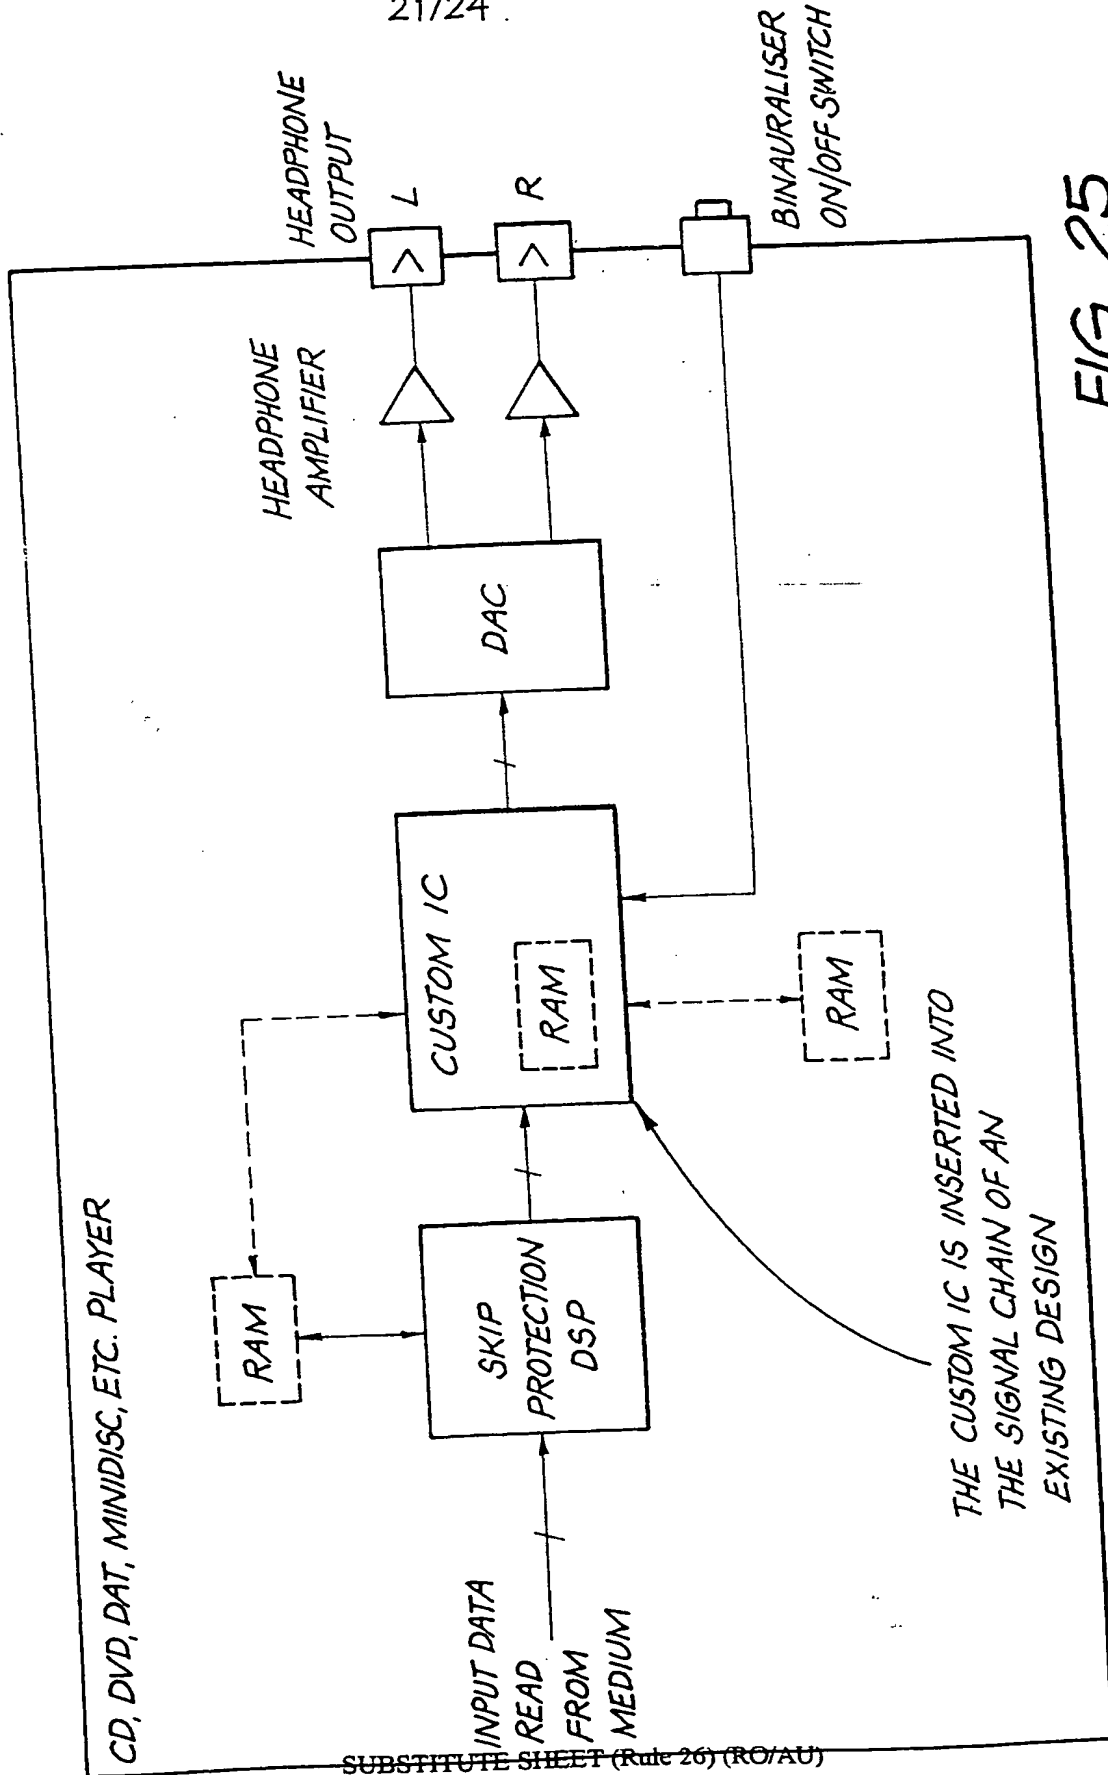 21/24
CD, DVD, DAT, MINIDISC, ETC. PLAYER
INPUT DATA
READ
FROM
MEDIUM
RAM
SKIP
PROTECTION
DSP
CUSTOM IC
RAM
RAM
DAC
HEADPHONE
AMPLIFIER
HEADPHONE
OUTPUT
L
R
BINAURALISER
ON/OFF SWITCH
THE CUSTOM IC IS INSERTED INTO
THE SIGNAL CHAIN OF AN
EXISTING DESIGN
FIG. 25
SUBSTITUTE SHEET (Rule 26) (RO/AU)